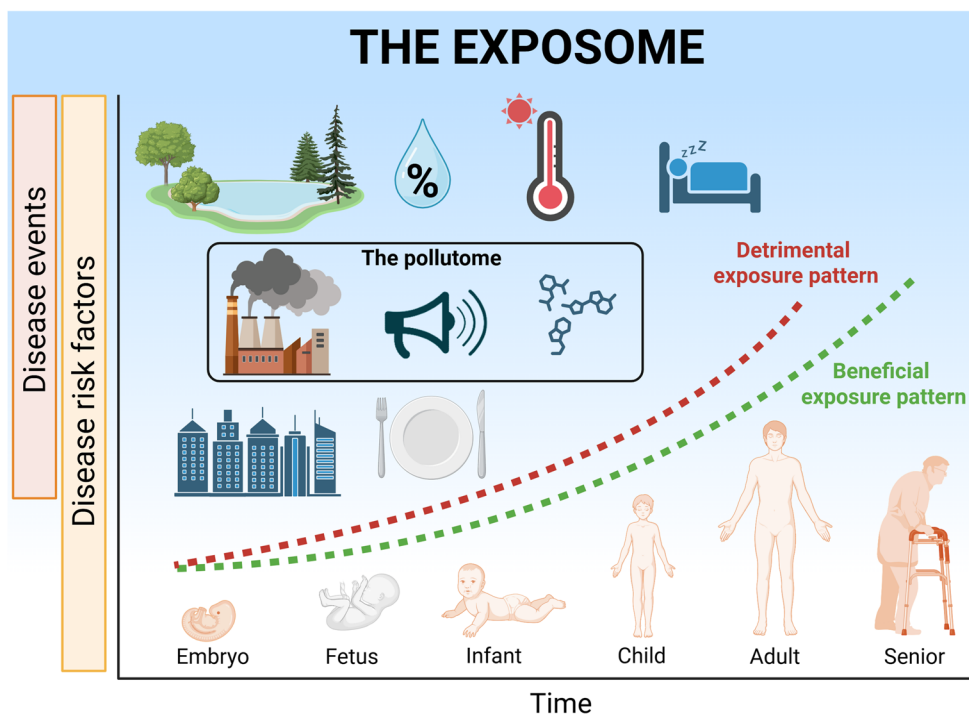 THE EXPOSOME
Disease events
Disease risk factors
%
zzz
The pollutome
Detrimental
exposure pattern
Beneficial
exposure pattern
Embryo
Fetus
Infant
Child
Adult
Senior
Time